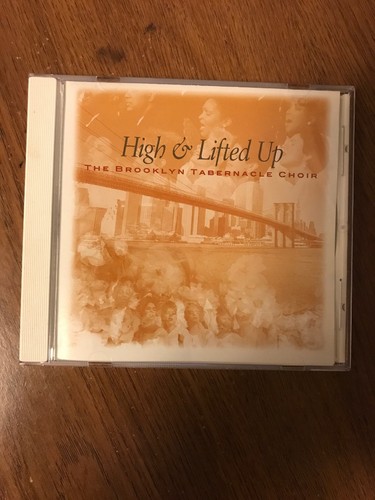 High & Lifted Up
THE BROOKLYN TABERNACLE CHOIR